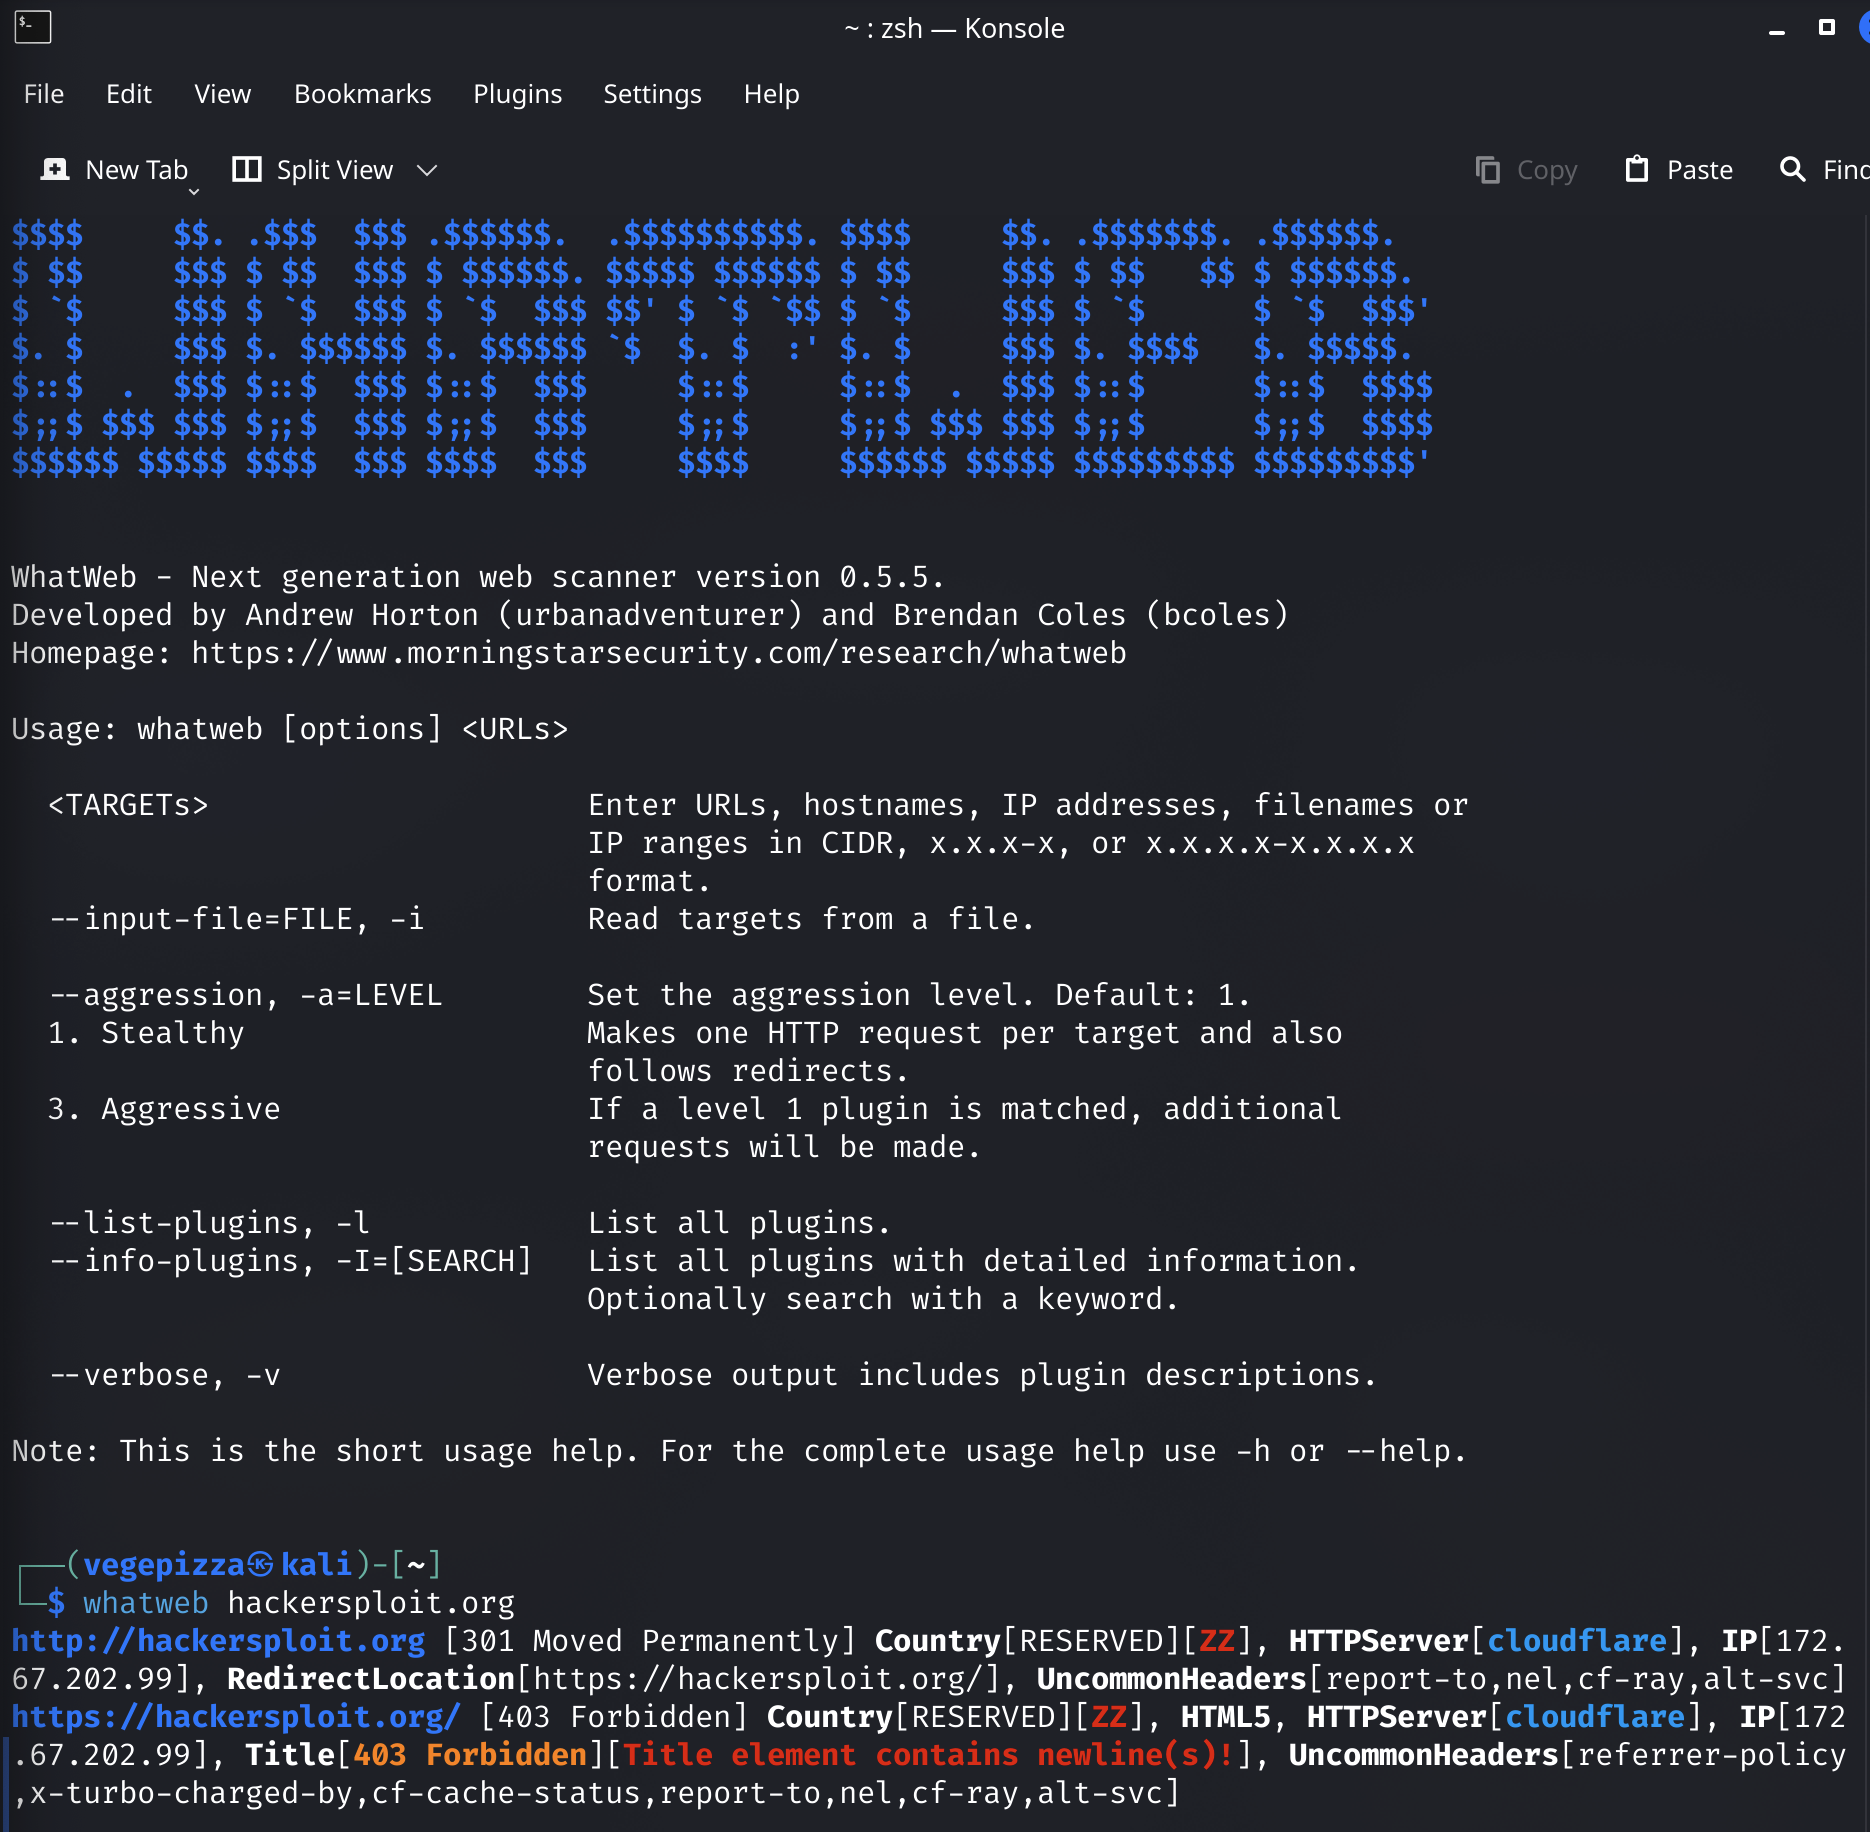 ~ : zsh — Konsole
File Edit View Bookmarks Plugins Settings Help
New Tab Split View Copy Paste Find
$$$$     $$. .$$$  $$$ .$$$$$$.  .$$$$$$$$$$. $$$$     $$. .$$$$$$$. .$$$$$$.
$ $$     $$$ $ $$  $$$ $ $$$$$$. $$$$$ $$$$$$ $ $$     $$$ $ $$   $$ $ $$$$$$.
$ `$     $$$ $ `$  $$$ $ `$  $$$ $$' $ `$ `$$ $ `$     $$$ $ `$      $ `$  $$$'
$. $     $$$ $. $$$$$$ $. $$$$$$ `$  $. $  :' $. $     $$$ $. $$$$   $. $$$$$.
$::$  .  $$$ $::$  $$$ $::$  $$$     $::$     $::$  .  $$$ $::$      $::$  $$$$
$;;$ $$$ $$$ $;;$  $$$ $;;$  $$$     $;;$     $;;$ $$$ $$$ $;;$      $;;$  $$$$
$$$$$$ $$$$$ $$$$  $$$ $$$$  $$$     $$$$     $$$$$$ $$$$$ $$$$$$$$$ $$$$$$$$$'
WhatWeb - Next generation web scanner version 0.5.5.
Developed by Andrew Horton (urbanadventurer) and Brendan Coles (bcoles)
Homepage: https://www.morningstarsecurity.com/research/whatweb
Usage: whatweb [options] <URLs>
<TARGETs> Enter URLs, hostnames, IP addresses, filenames or
IP ranges in CIDR, x.x.x-x, or x.x.x.x-x.x.x.x
format.
--input-file=FILE, -i Read targets from a file.
--aggression, -a=LEVEL Set the aggression level. Default: 1.
1. Stealthy Makes one HTTP request per target and also
follows redirects.
3. Aggressive If a level 1 plugin is matched, additional
requests will be made.
--list-plugins, -l List all plugins.
--info-plugins, -I=[SEARCH] List all plugins with detailed information.
Optionally search with a keyword.
--verbose, -v Verbose output includes plugin descriptions.
Note: This is the short usage help. For the complete usage help use -h or --help.
┌──(vegepizza㉿kali)-[~]
└─$ whatweb hackersploit.org
http://hackersploit.org [301 Moved Permanently] Country[RESERVED][ZZ], HTTPServer[cloudflare], IP[172.
67.202.99], RedirectLocation[https://hackersploit.org/], UncommonHeaders[report-to,nel,cf-ray,alt-svc]
https://hackersploit.org/ [403 Forbidden] Country[RESERVED][ZZ], HTML5, HTTPServer[cloudflare], IP[172
.67.202.99], Title[403 Forbidden][Title element contains newline(s)!], UncommonHeaders[referrer-policy
,x-turbo-charged-by,cf-cache-status,report-to,nel,cf-ray,alt-svc]